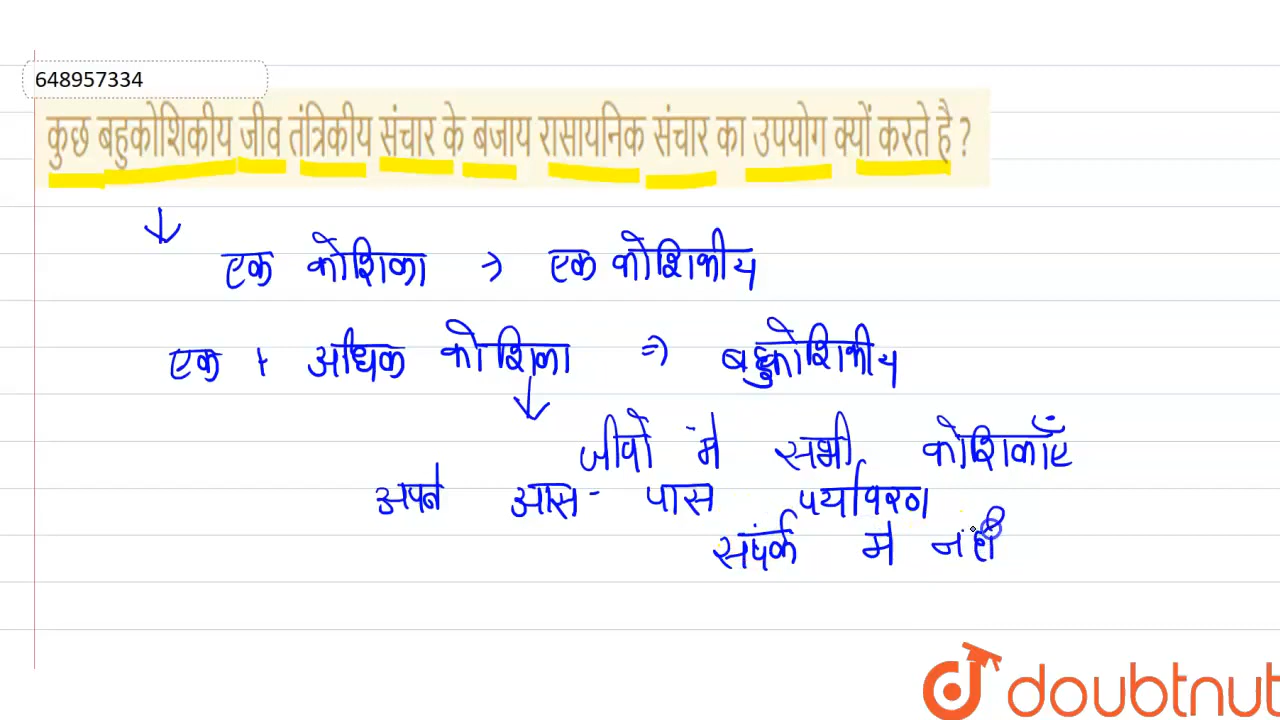 648957334
कुछ बहुकोशिकीय जीव तंत्रिकीय संचार के बजाय रासायनिक संचार का उपयोग क्यों करते है ?
एक कोशिका → एक कोशिकीय
एक + अधिक कोशिका ⇒ बहुकोशिकीय
जीवों में सभी कोशिकाएँ
अपने आस- पास पर्यावरण
संपर्क में नहीं
doubtnut